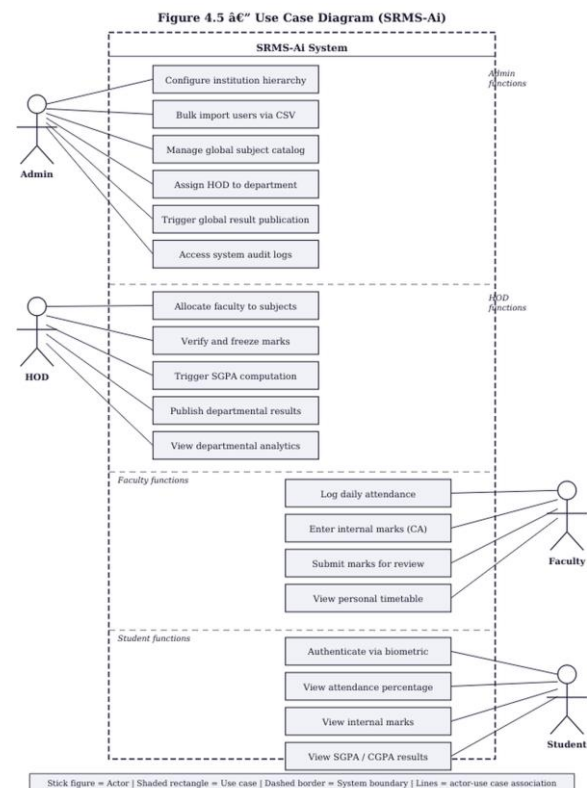 Figure 4.5 â€“ Use Case Diagram (SRMS-Ai)
SRMS-Ai System
Admin
functions
Configure institution hierarchy
Bulk import users via CSV
Manage global subject catalog
Assign HOD to department
Trigger global result publication
Access system audit logs
Admin
HOD
functions
Allocate faculty to subjects
Verify and freeze marks
Trigger SGPA computation
Publish departmental results
View departmental analytics
HOD
Faculty functions
Log daily attendance
Enter internal marks (CA)
Submit marks for review
View personal timetable
Faculty
Student functions
Authenticate via biometric
View attendance percentage
View internal marks
View SGPA / CGPA results
Student
Stick figure = Actor | Shaded rectangle = Use case | Dashed border = System boundary | Lines = actor-use case association